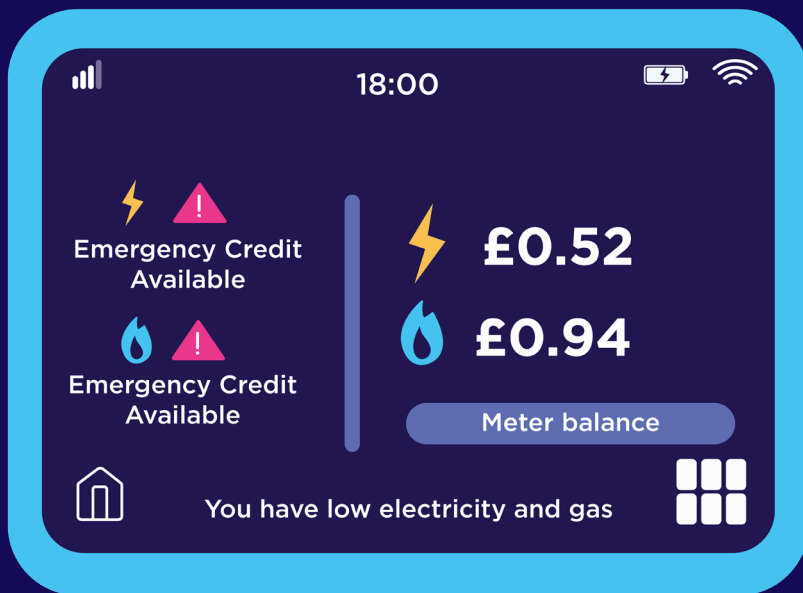 18:00
Emergency Credit
Available
Emergency Credit
Available
£0.52
£0.94
Meter balance
You have low electricity and gas